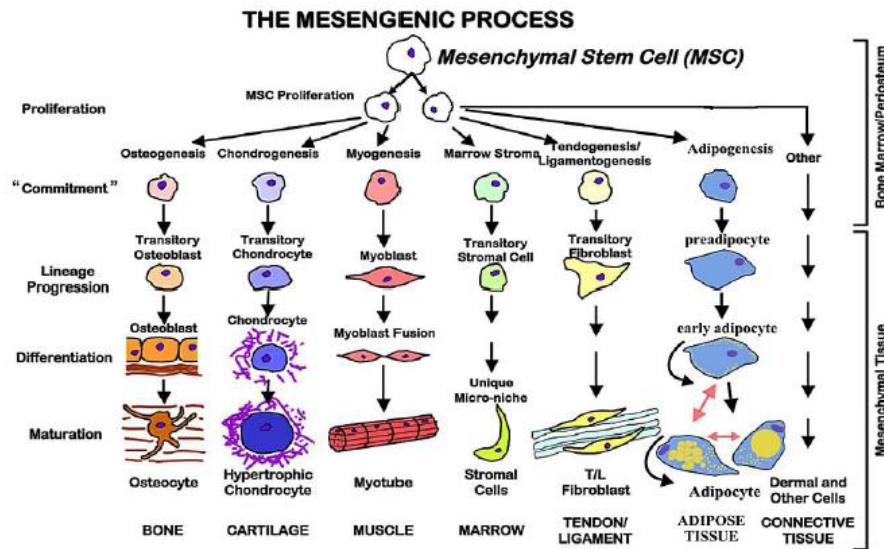 THE MESENGENIC PROCESS
Mesenchymal Stem Cell (MSC)
MSC Proliferation
Proliferation
Osteogenesis
Chondrogenesis
Myogenesis
Marrow Stroma
Tendogenesis/
Ligamentogenesis
Adipogenesis
Other
"Commitment"
Transitory
Osteoblast
Transitory
Chondrocyte
Myoblast
Transitory
Stromal Cell
Transitory
Fibroblast
preadipocyte
Lineage
Progression
Osteoblast
Chondrocyte
Myoblast Fusion
early adipocyte
Differentiation
Unique
Micro-niche
Maturation
Osteocyte
Hypertrophic
Chondrocyte
Myotube
Stromal
Cells
T/L
Fibroblast
Adipocyte
Dermal and
Other Cells
BONE
CARTILAGE
MUSCLE
MARROW
TENDON/
LIGAMENT
ADIPOSE
TISSUE
CONNECTIVE
TISSUE
Bone Marrow/Periosteum
Mesenchymal Tissue